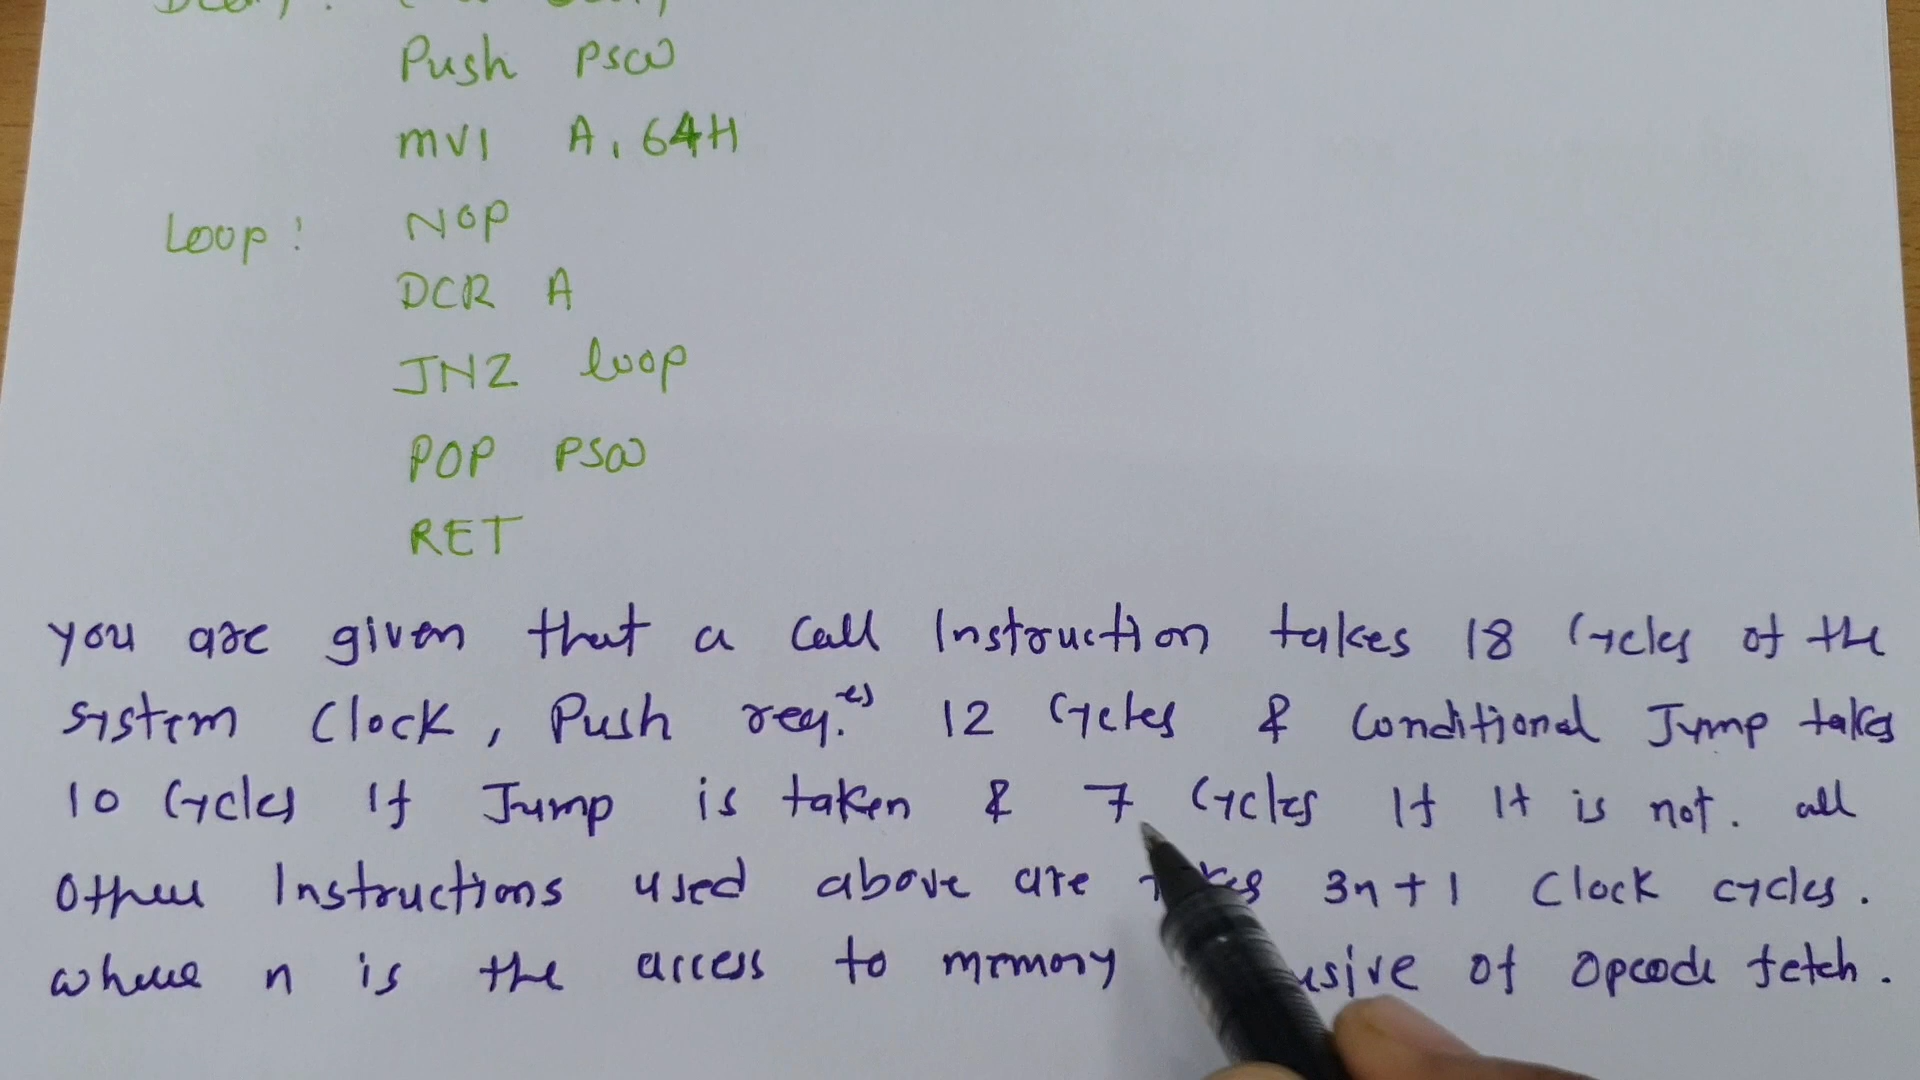 Push PSW
MVI A, 64H
Loop: NOP
DCR A
JNZ loop
POP PSW
RET
you are given that a Call Instruction takes 18 Cycles of the
system Clock, Push req.es 12 Cycles & Conditional Jump takes
10 Cycles If Jump is taken & 7 Cycles If It is not. all
Other Instructions used above are 3n+1 Clock cycles.
where n is the access to memory of Opcode fetch.